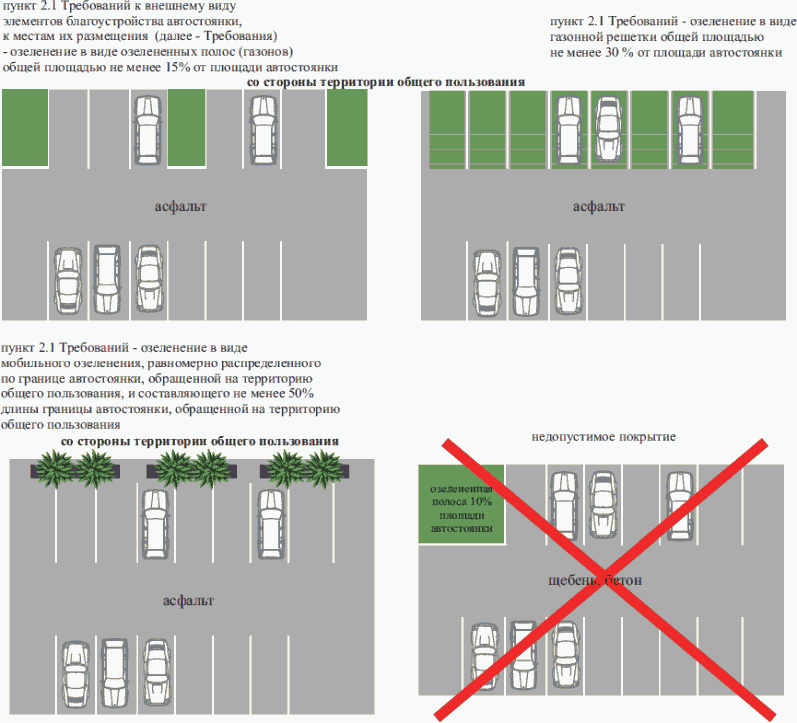 пункт 2.1 Требований к внешнему виду
элементов благоустройства автостоянки,
к местам их размещения (далее - Требования)
- озеленение в виде озелененных полос (газонов)
общей площадью не менее 15% от площади автостоянки
пункт 2.1 Требований - озеленение в виде
газонной решетки общей площадью
не менее 30 % от площади автостоянки
со стороны территории общего пользования
асфальт
асфальт
пункт 2.1 Требований - озеленение в виде
мобильного озеленения, равномерно распределенного
по границе автостоянки, обращенной на территорию
общего пользования, и составляющего не менее 50%
длины границы автостоянки, обращенной на территорию
общего пользования
со стороны территории общего пользования
асфальт
недопустимое покрытие
озелененная
полоса 10%
площади
автостоянки
щебень, бетон